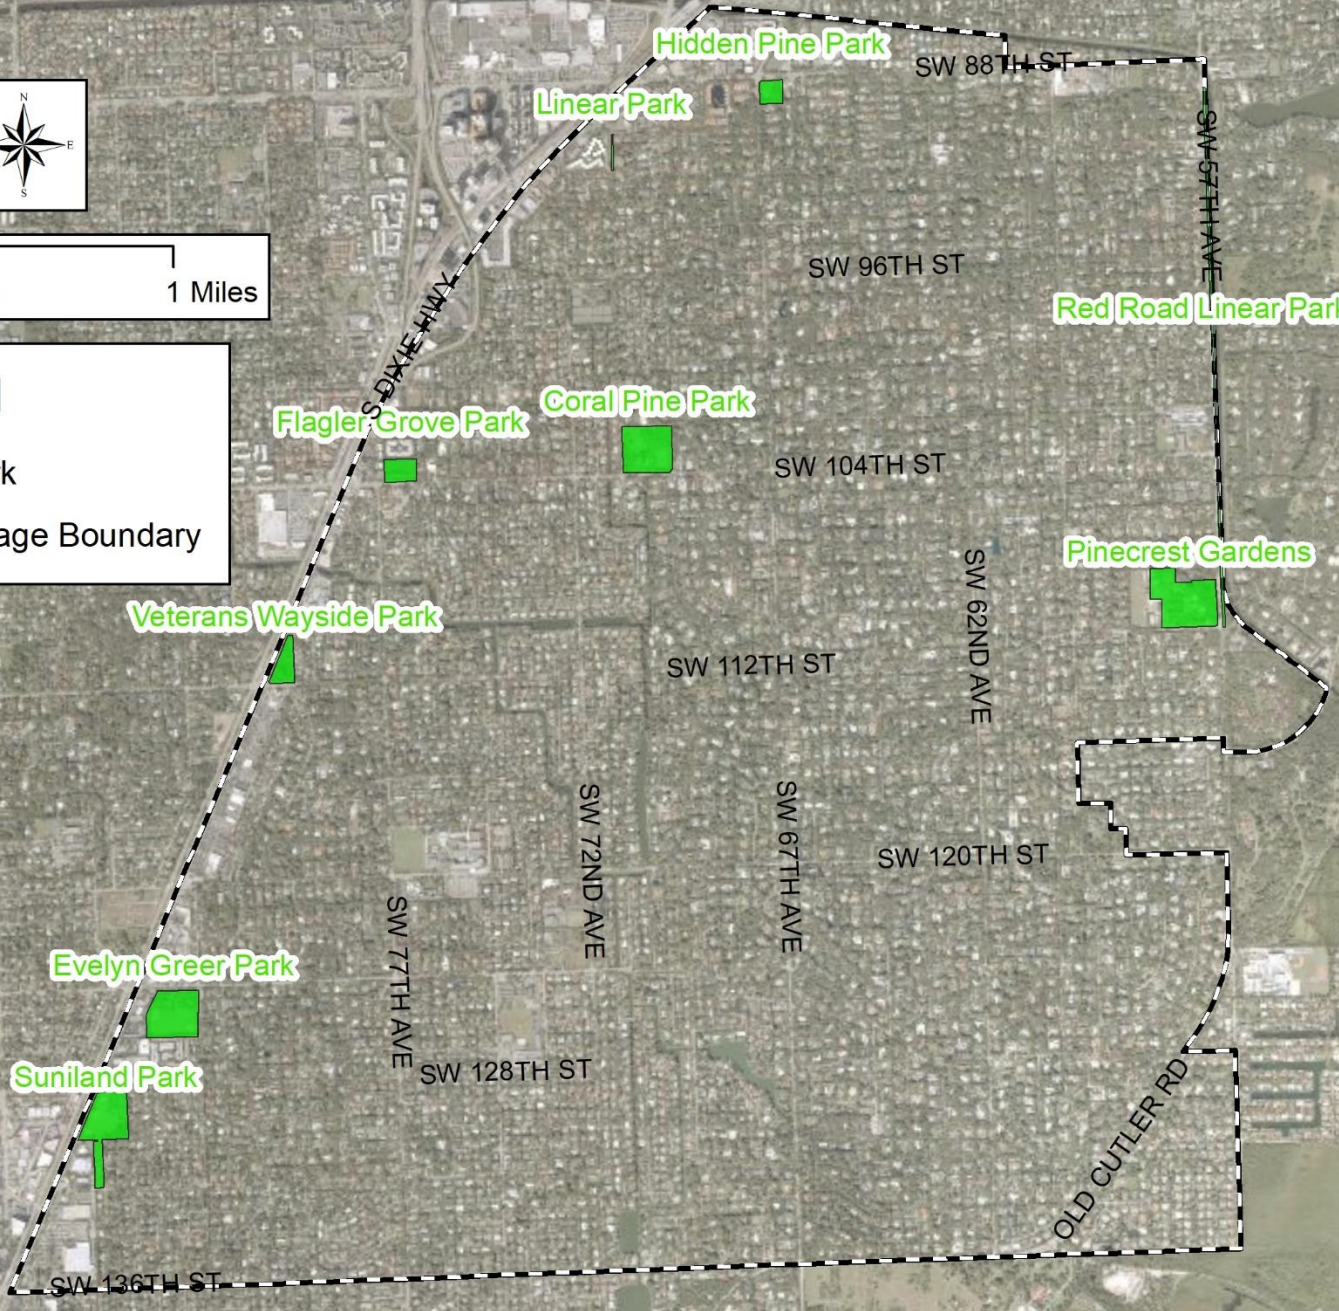 Hidden Pine Park
SW 88TH ST
N
E
S
Linear Park
SW 57TH AVE
SW 96TH ST
1 Miles
Red Road Linear Park
S DIXIE HWY
Flagler Grove Park
Coral Pine Park
SW 104TH ST
k
age Boundary
Pinecrest Gardens
SW 62ND AVE
Veterans Wayside Park
SW 112TH ST
SW 72ND AVE
SW 67TH AVE
SW 120TH ST
SW 77TH AVE
Evelyn Greer Park
SW 128TH ST
Suniland Park
OLD CUTLER RD
SW 136TH ST